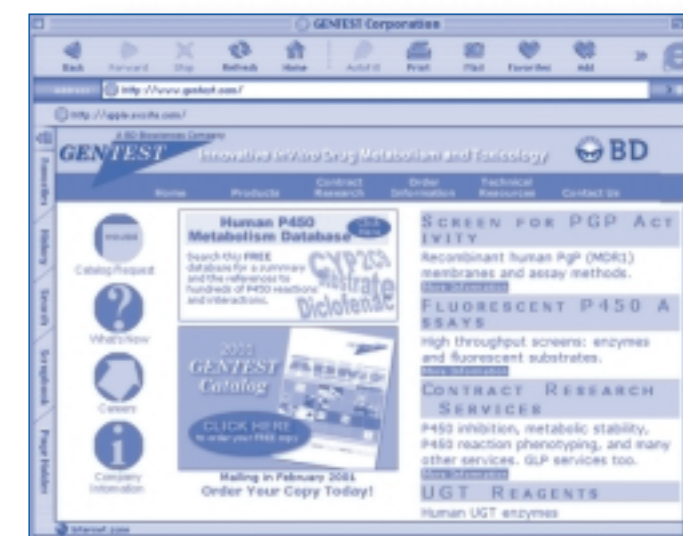 GENTEST Corporation
Back Forward Stop Refresh Home AutoFill Print Mail Favorites Add »
Address http://www.gentest.com/
http://apple.excite.com/
A BD Biosciences Company
GENTEST Innovative In Vitro Drug Metabolism and Toxicology BD
Home Products Contract Research Order Information Technical Resources Contact Us
Favorites
History
Search
Scrapbook
Page Holder
Catalog Request
What's New
Careers
Company
Information
Human P450
Metabolism Database
Click
Here
Search this FREE
database for a summary
and the references to
hundreds of P450 reactions
and interactions.
CYP2C8
Substrate
Diclofenac
2001
GENTEST
Catalog
GENTEST
CLICK HERE
to order your FREE copy
Mailing in February 2001
Order Your Copy Today!
SCREEN FOR PGP ACT
IVITY
Recombinant human PgP (MDR1)
membranes and assay methods.
More Information
FLUORESCENT P450 A
SSAYS
High throughput screens: enzymes
and fluorescent substrates.
More Information
CONTRACT RESEARCH
SERVICES
P450 inhibition, metabolic stability,
P450 reaction phenotyping, and many
other services. GLP services too.
More Information
UGT REAGENTS
Human UGT enzymes
Internet zone